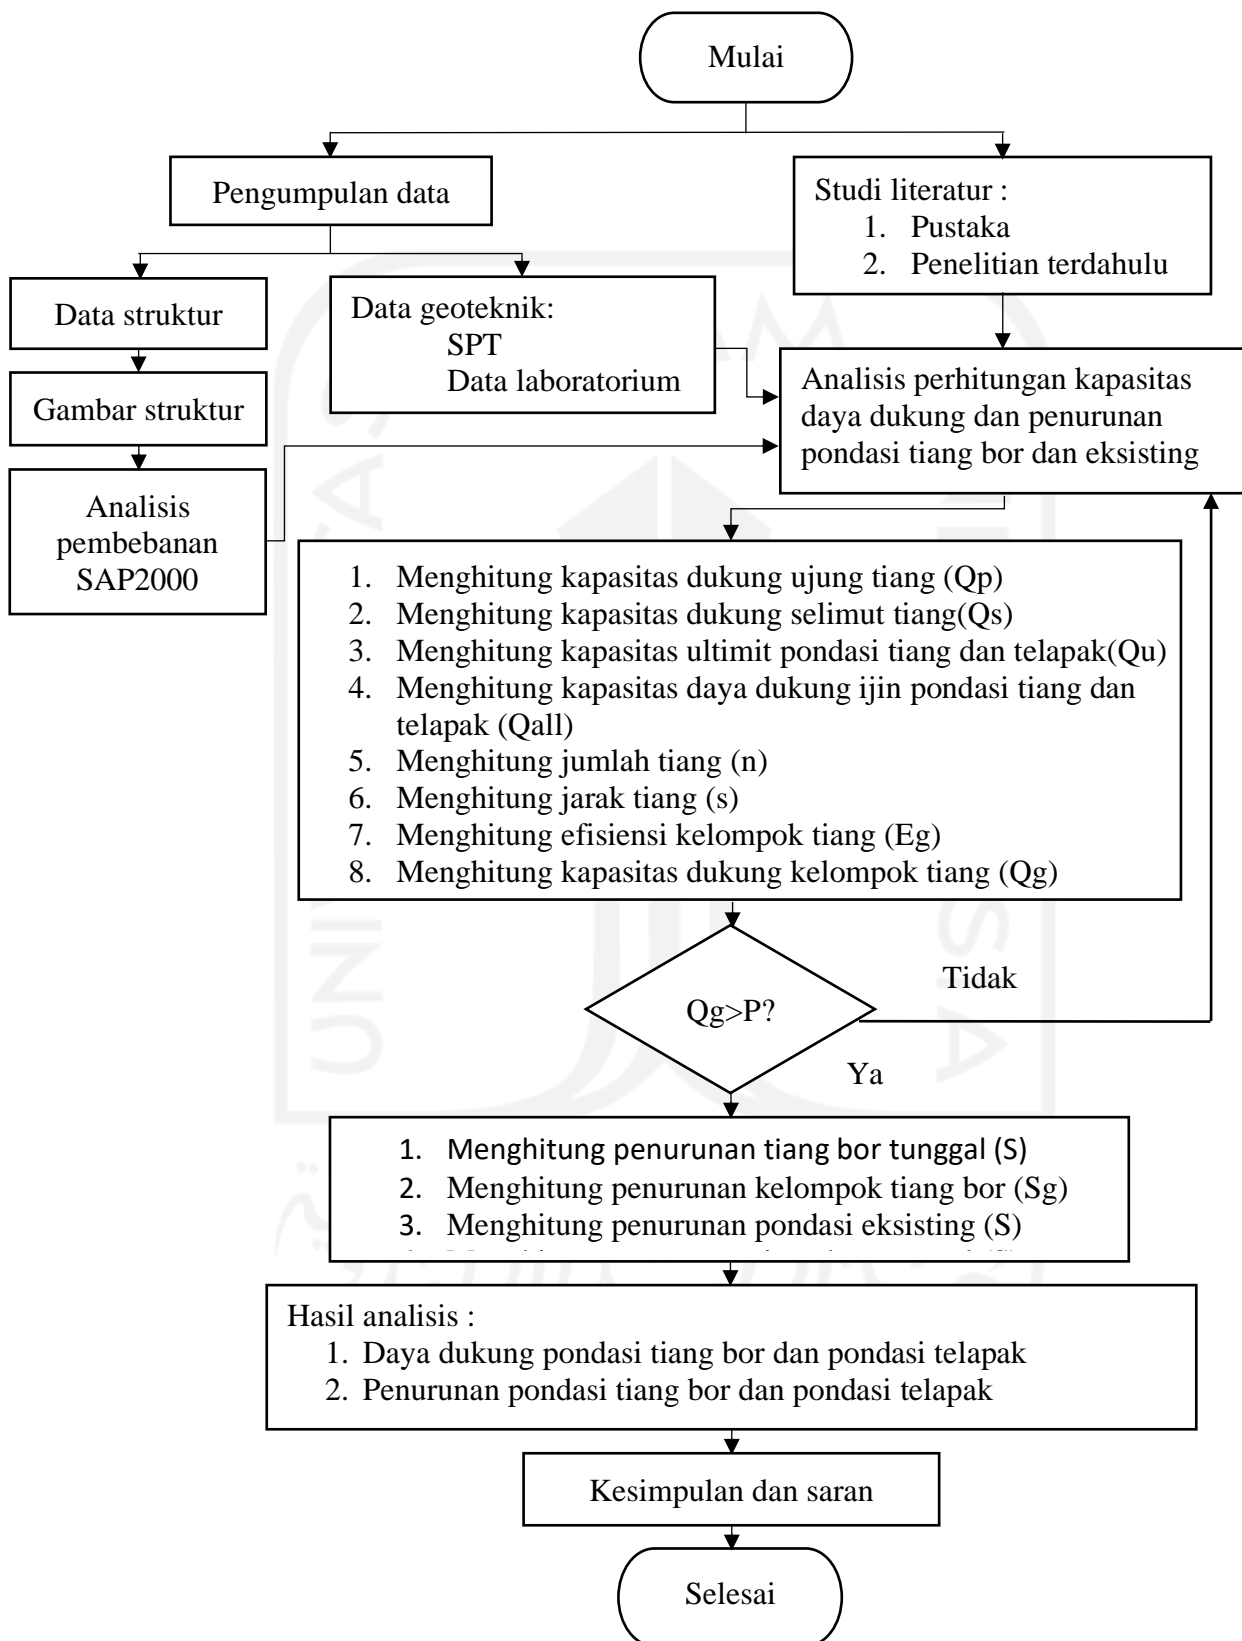 Mulai
Pengumpulan data
Studi literatur :
1. Pustaka
2. Penelitian terdahulu
Data struktur
Data geoteknik:
SPT
Data laboratorium
Gambar struktur
Analisis perhitungan kapasitas
daya dukung dan penurunan
pondasi tiang bor dan eksisting
Analisis
pembebanan
SAP2000
1. Menghitung kapasitas dukung ujung tiang (Qp)
2. Menghitung kapasitas dukung selimut tiang(Qs)
3. Menghitung kapasitas ultimit pondasi tiang dan telapak(Qu)
4. Menghitung kapasitas daya dukung ijin pondasi tiang dan
telapak (Qall)
5. Menghitung jumlah tiang (n)
6. Menghitung jarak tiang (s)
7. Menghitung efisiensi kelompok tiang (Eg)
8. Menghitung kapasitas dukung kelompok tiang (Qg)
Qg>P?
Tidak
Ya
1. Menghitung penurunan tiang bor tunggal (S)
2. Menghitung penurunan kelompok tiang bor (Sg)
3. Menghitung penurunan pondasi eksisting (S)
Hasil analisis :
1. Daya dukung pondasi tiang bor dan pondasi telapak
2. Penurunan pondasi tiang bor dan pondasi telapak
Kesimpulan dan saran
Selesai